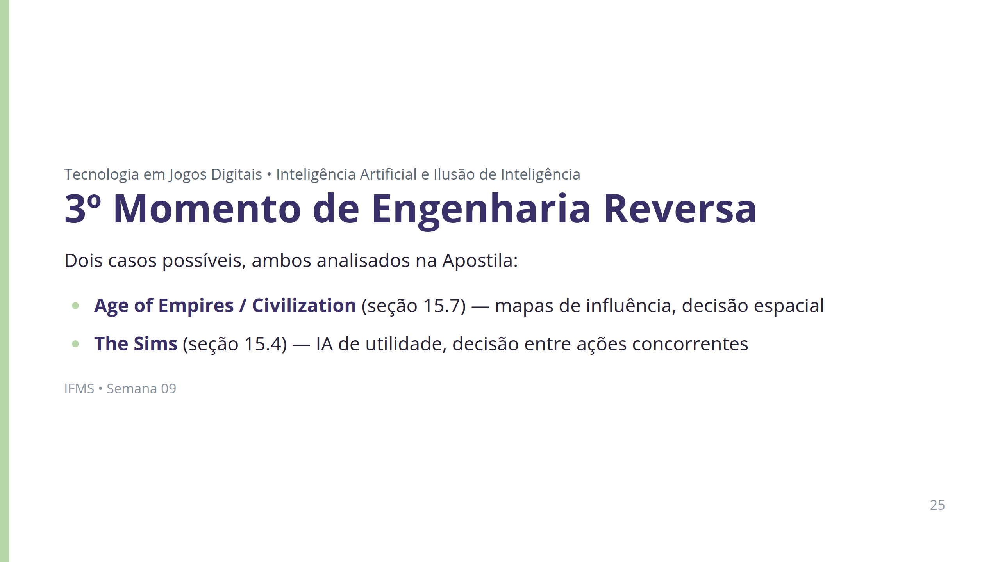 Tecnologia em Jogos Digitais • Inteligência Artificial e Ilusão de Inteligência
3º Momento de Engenharia Reversa
Dois casos possíveis, ambos analisados na Apostila:
• Age of Empires / Civilization (seção 15.7) — mapas de influência, decisão espacial
• The Sims (seção 15.4) — IA de utilidade, decisão entre ações concorrentes
IFMS • Semana 09
25